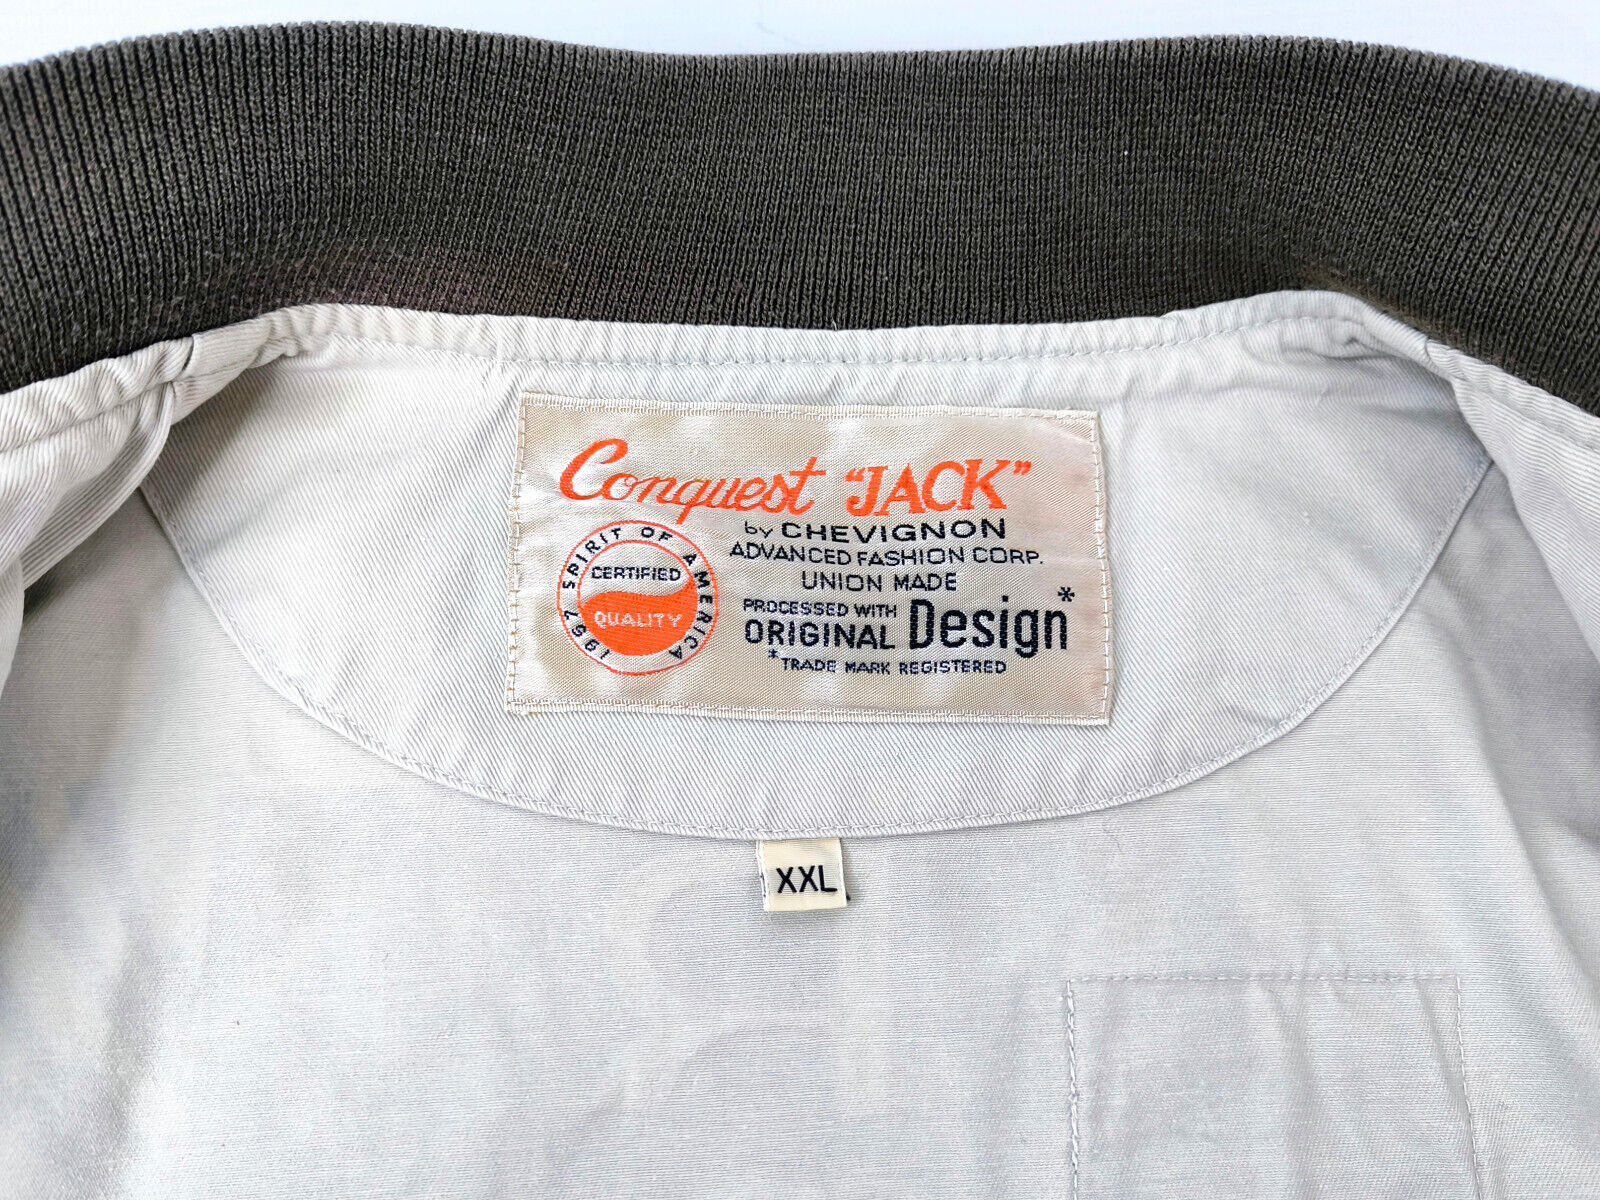 Conquest "JACK"
by CHEVIGNON
ADVANCED FASHION CORP.
UNION MADE
PROCESSED WITH
ORIGINAL Design*
*TRADE MARK REGISTERED
1967 SPIRIT OF AMERICA
CERTIFIED
QUALITY
XXL